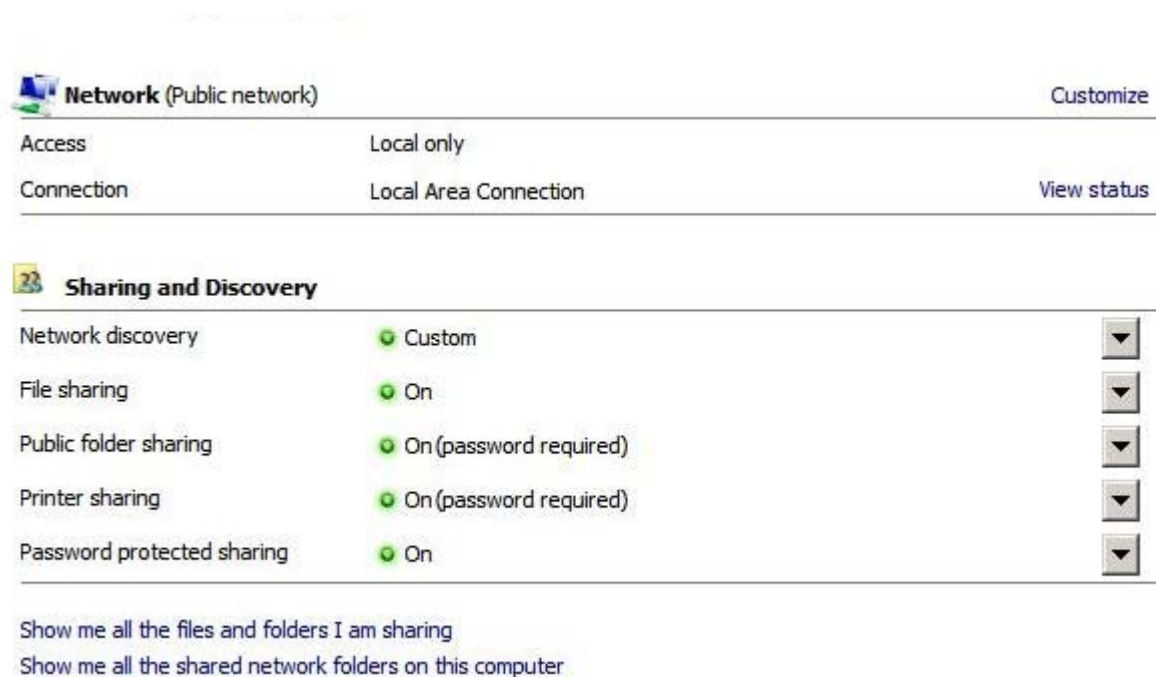 Network (Public network) Customize
Access Local only
Connection Local Area Connection View status
Sharing and Discovery
Network discovery Custom
File sharing On
Public folder sharing On (password required)
Printer sharing On (password required)
Password protected sharing On
Show me all the files and folders I am sharing
Show me all the shared network folders on this computer